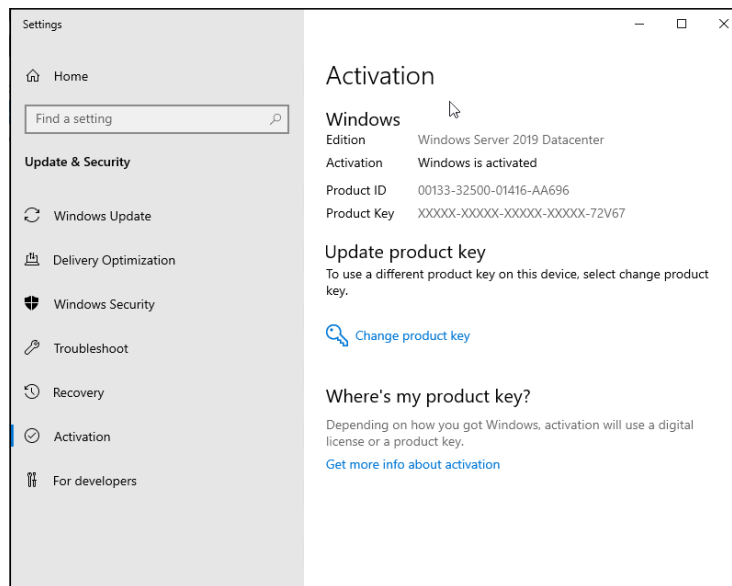 Settings
Home
Find a setting
Update & Security
Windows Update
Delivery Optimization
Windows Security
Troubleshoot
Recovery
Activation
For developers
Activation
Windows
Edition Windows Server 2019 Datacenter
Activation Windows is activated
Product ID 00133-32500-01416-AA696
Product Key XXXXX-XXXXX-XXXXX-XXXXX-72V67
Update product key
To use a different product key on this device, select change product
key.
Change product key
Where's my product key?
Depending on how you got Windows, activation will use a digital
license or a product key.
Get more info about activation